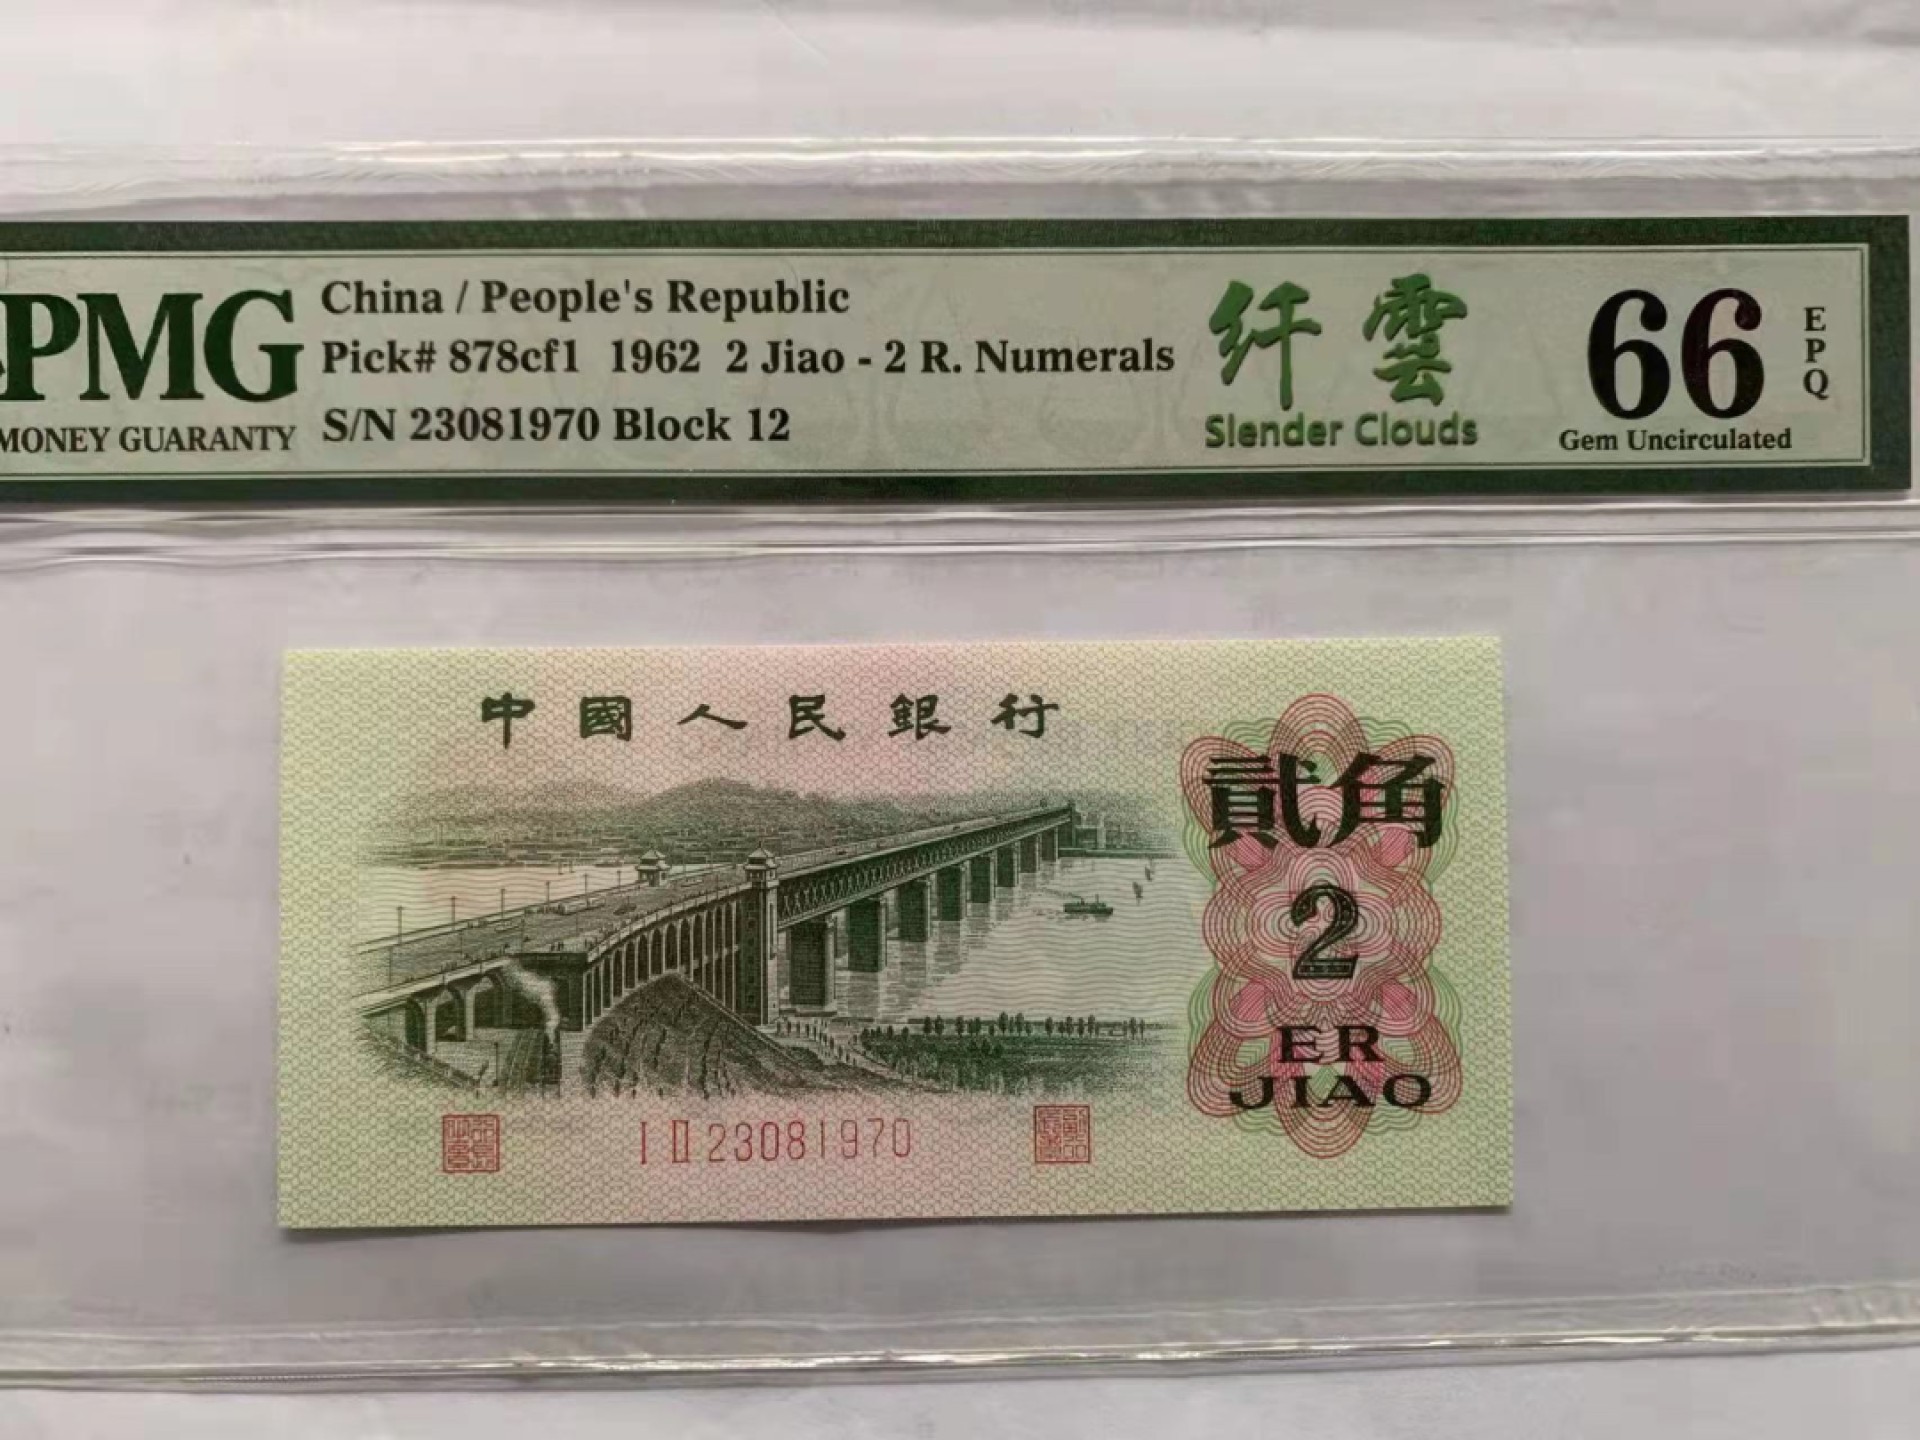 PMG
MONEY GUARANTY
China / People's Republic
Pick# 878cf1 1962 2 Jiao - 2 R. Numerals
S/N 23081970 Block 12
纤雲
Slender Clouds
66
EPQ
Gem Uncirculated
中國人民銀行
貳角
2
ER
JIAO
I II 23081970